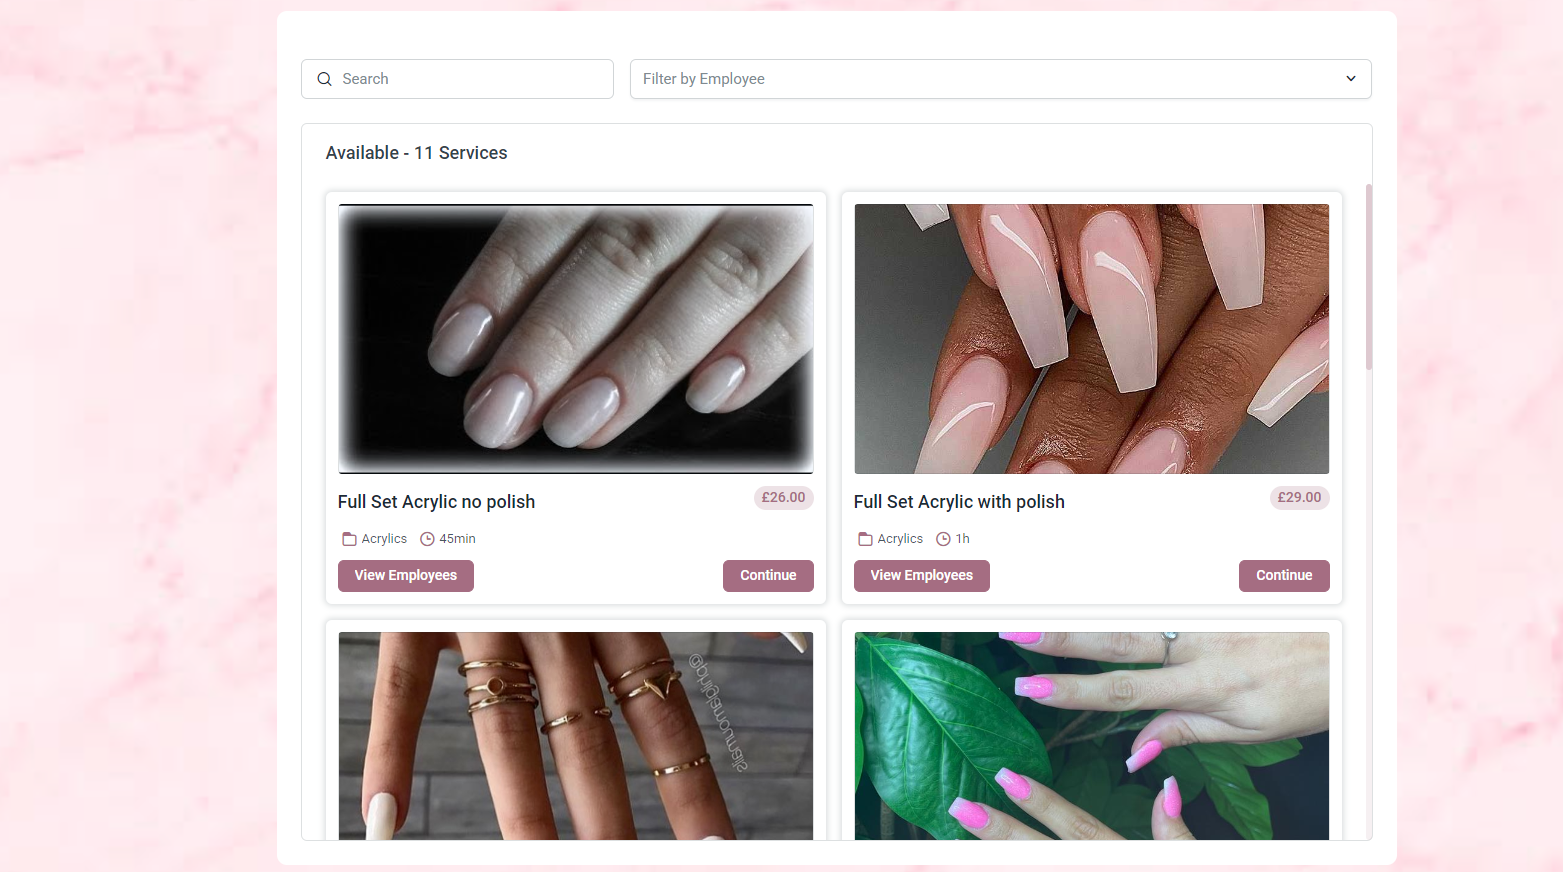 Search
Filter by Employee
Available - 11 Services
Full Set Acrylic no polish
£26.00
Acrylics
45min
View Employees
Continue
Full Set Acrylic with polish
£29.00
Acrylics
1h
View Employees
Continue